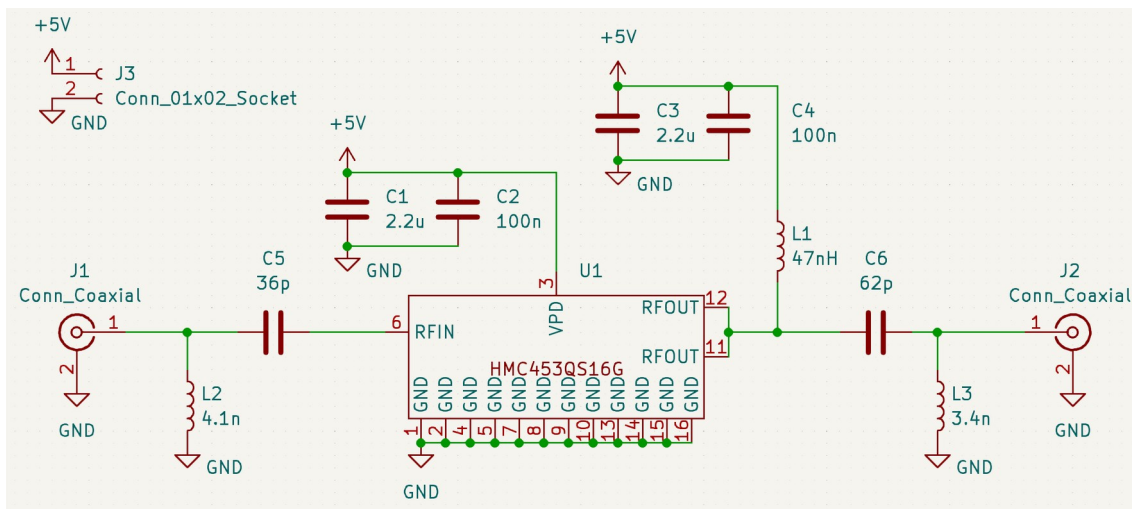 +5V
1
J3
2
Conn_01x02_Socket
GND
+5V
C3
2.2u
C4
100n
GND
+5V
C1
2.2u
C2
100n
GND
L1
47nH
J1
Conn_Coaxial
1
2
GND
C5
36p
L2
4.1n
GND
U1
3
VPD
6
RFIN
RFOUT
12
RFOUT
11
HMC453QS16G
GND GND GND GND GND GND GND GND GND GND GND GND
1 2 4 5 7 8 9 10 13 14 15 16
GND
C6
62p
J2
Conn_Coaxial
1
2
GND
L3
3.4n
GND